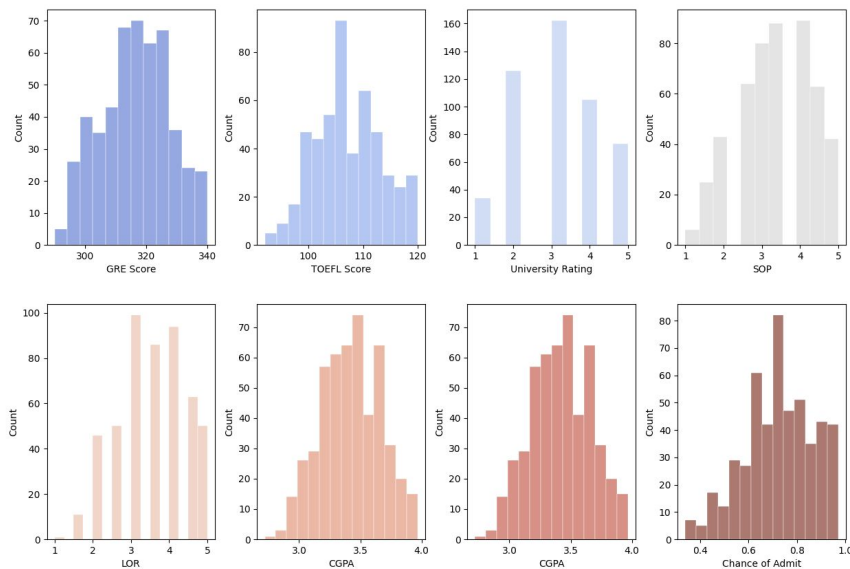 70
60
50
40
30
20
10
0
Count
300 320 340
GRE Score
80
60
40
20
0
Count
100 110 120
TOEFL Score
160
140
120
100
80
60
40
20
0
Count
1 2 3 4 5
University Rating
80
60
40
20
0
Count
1 2 3 4 5
SOP
100
80
60
40
20
0
Count
1 2 3 4 5
LOR
70
60
50
40
30
20
10
0
Count
3.0 3.5 4.0
CGPA
70
60
50
40
30
20
10
0
Count
3.0 3.5 4.0
CGPA
80
70
60
50
40
30
20
10
0
Count
0.4 0.6 0.8 1.0
Chance of Admit